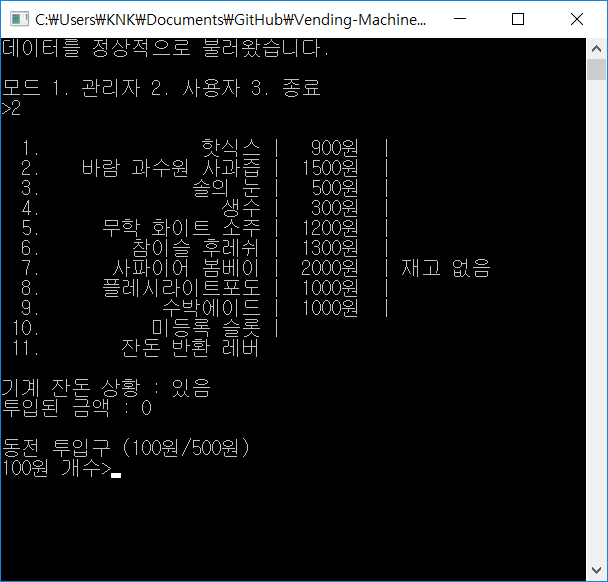 C:₩Users₩KNK₩Documents₩GitHub₩Vending-Machine...
데이터를 정상적으로 불러왔습니다.
모드 1. 관리자 2. 사용자 3. 종료
>2
1. 핫식스 | 900원 |
2. 바람 과수원 사과즙 | 1500원 |
3. 솔의 눈 | 500원 |
4. 생수 | 300원 |
5. 무학 화이트 소주 | 1200원 |
6. 참이슬 후레쉬 | 1300원 |
7. 사파이어 봄베이 | 2000원 | 재고 없음
8. 플레시라이트포도 | 1000원 |
9. 수박에이드 | 1000원 |
10. 미등록 슬롯 |
11. 잔돈 반환 레버
기계 잔돈 상황 : 있음
투입된 금액 : 0
동전 투입구 (100원/500원)
100원 개수>